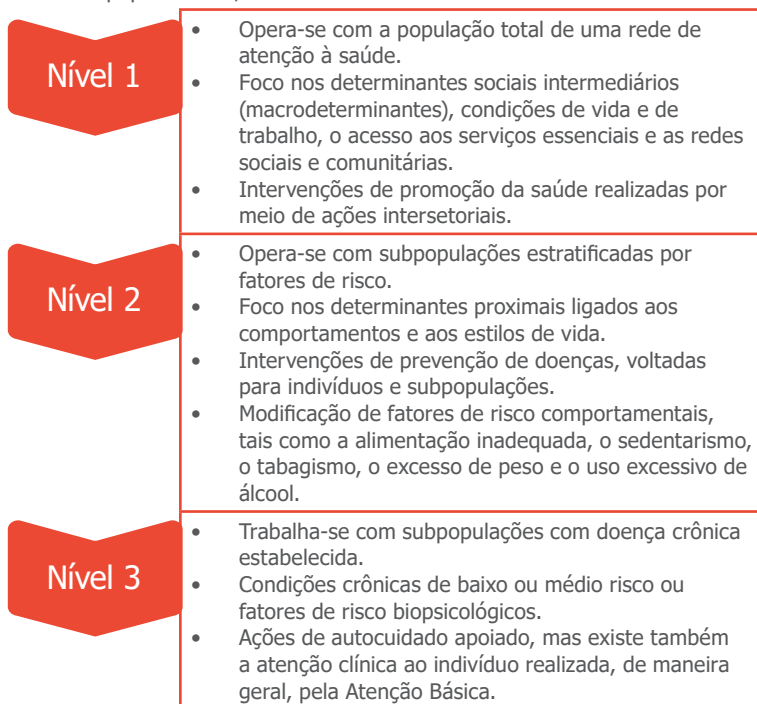 Nível 1
• Opera-se com a população total de uma rede de
atenção à saúde.
• Foco nos determinantes sociais intermediários
(macrodeterminantes), condições de vida e de
trabalho, o acesso aos serviços essenciais e as redes
sociais e comunitárias.
• Intervenções de promoção da saúde realizadas por
meio de ações intersetoriais.
Nível 2
• Opera-se com subpopulações estratificadas por
fatores de risco.
• Foco nos determinantes proximais ligados aos
comportamentos e aos estilos de vida.
• Intervenções de prevenção de doenças, voltadas
para indivíduos e subpopulações.
• Modificação de fatores de risco comportamentais,
tais como a alimentação inadequada, o sedentarismo,
o tabagismo, o excesso de peso e o uso excessivo de
álcool.
Nível 3
• Trabalha-se com subpopulações com doença crônica
estabelecida.
• Condições crônicas de baixo ou médio risco ou
fatores de risco biopsicológicos.
• Ações de autocuidado apoiado, mas existe também
a atenção clínica ao indivíduo realizada, de maneira
geral, pela Atenção Básica.